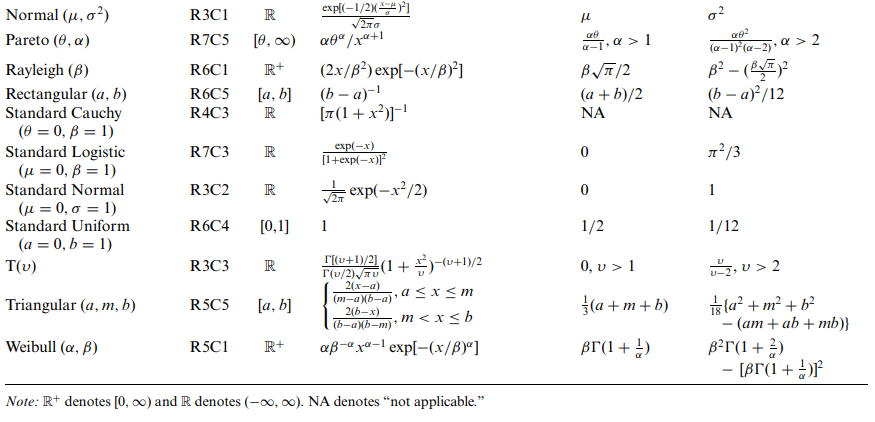 Normal (μ, σ²) R3C1 ℝ exp[(−1/2)((x−μ)/σ)²]/(√2πσ) μ σ²
Pareto (θ, α) R7C5 [θ, ∞) αθ^α/x^(α+1) αθ/(α−1), α > 1 αθ²/((α−1)²(α−2)), α > 2
Rayleigh (β) R6C1 ℝ⁺ (2x/β²) exp[−(x/β)²] β√π/2 β² − (β√π/2)²
Rectangular (a, b) R6C5 [a, b] (b − a)⁻¹ (a + b)/2 (b − a)²/12
Standard Cauchy R4C3 ℝ [π(1 + x²)]⁻¹ NA NA
(θ = 0, β = 1)
Standard Logistic R7C3 ℝ exp(−x)/[1+exp(−x)]² 0 π²/3
(μ = 0, β = 1)
Standard Normal R3C2 ℝ 1/√2π exp(−x²/2) 0 1
(μ = 0, σ = 1)
Standard Uniform R6C4 [0,1] 1 1/2 1/12
(a = 0, b = 1)
T(υ) R3C3 ℝ Γ[(υ+1)/2]/(Γ(υ/2)√πυ) (1 + x²/υ)^(−(υ+1)/2) 0, υ > 1 υ/(υ−2), υ > 2
Triangular (a, m, b) R5C5 [a, b] { 2(x−a)/((m−a)(b−a)), a ≤ x ≤ m 1/3(a + m + b) 1/18{a² + m² + b²
2(b−x)/((b−a)(b−m)), m < x ≤ b − (am + ab + mb)}
Weibull (α, β) R5C1 ℝ⁺ αβ^(−α)x^(α−1) exp[−(x/β)^α] βΓ(1 + 1/α) β²Γ(1 + 2/α)
− [βΓ(1 + 1/α)]²
Note: ℝ⁺ denotes [0, ∞) and ℝ denotes (−∞, ∞). NA denotes “not applicable.”